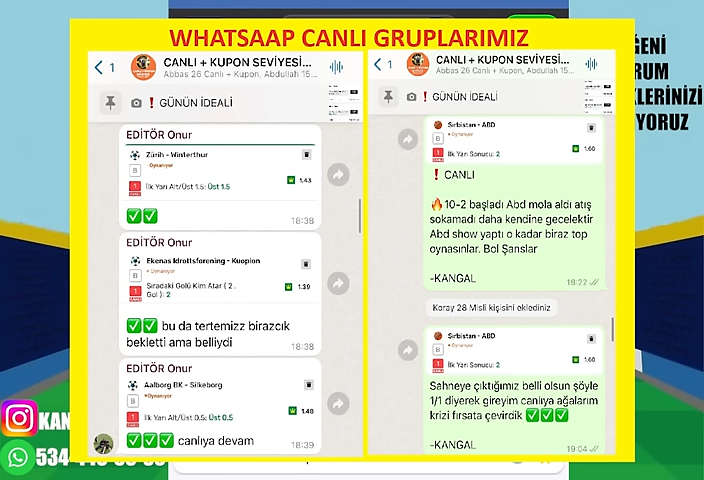 WHATSAAP CANLI GRUPLARIMIZ
1
CANLI + KUPON SEVİYESİ...
Abbas 26 Canlı + Kupon, Abdullah 15...
GÜNÜN İDEALİ
EDİTÖR Onur
Zürih - Winterthur
Oynanıyor
B
İlk Yarı Alt/Üst 1.5: Üst 1.5
1.43
18:38
EDİTÖR Onur
Ekenas Idrottsforening - Kuopion
Oynanıyor
B
Sıradaki Golü Kim Atar ( 2..
Gol ): 2
1.39
bu da tertemizz birazcık
bekletti ama belliydi
18:38
EDİTÖR Onur
Aalborg BK - Silkeborg
Oynanıyor
B
İlk Yarı Alt/Üst 0.5: Üst 0.5
1.48
canlıya devam
18:39
1
CANLI + KUPON SEVİYESİ...
Abbas 26 Canlı + Kupon, Abdullah 15...
GÜNÜN İDEALİ
Sırbistan - ABD
Oynanıyor
B
İlk Yarı Sonucu: 2
1.60
CANLI
10-2 başladı Abd mola aldı atış
sokamadı daha kendine gecelektir
Abd show yaptı o kadar biraz top
oynasınlar. Bol Şanslar
-KANGAL
18:22
Koray 28 Misli kişisini eklediniz
Sırbistan - ABD
Oynanıyor
B
İlk Yarı Sonucu: 2
1.60
Sahneye çıktığımız belli olsun şöyle
1/1 diyerek gireyim canlıya ağalarım
krizi fırsata çevirdik
-KANGAL
19:04
ĞENİ
RUM
KLERİNİZİ
YORUZ
KAN
534